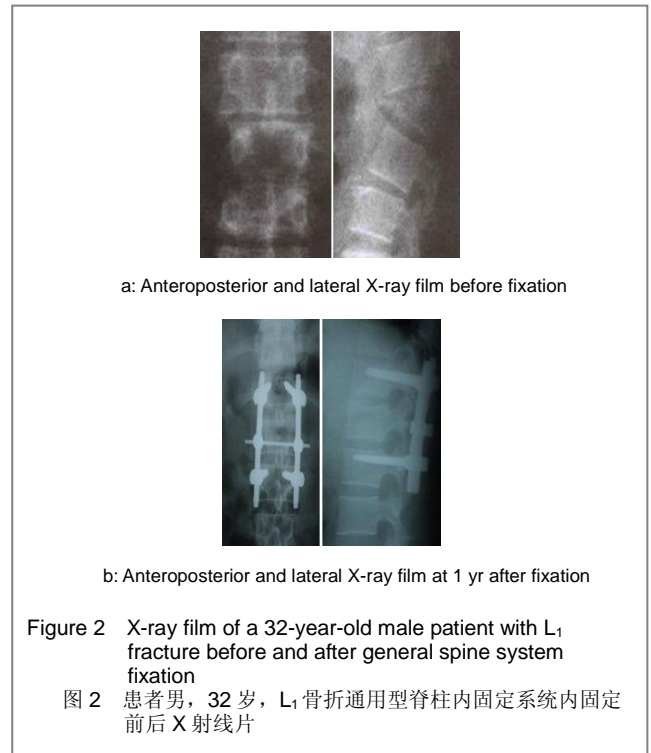 a: Anteroposterior and lateral X-ray film before fixation
b: Anteroposterior and lateral X-ray film at 1 yr after fixation
Figure 2 X-ray film of a 32-year-old male patient with L₁
fracture before and after general spine system
fixation
图 2 患者男，32 岁，L₁骨折通用型脊柱内固定系统内固定
前后 X 射线片